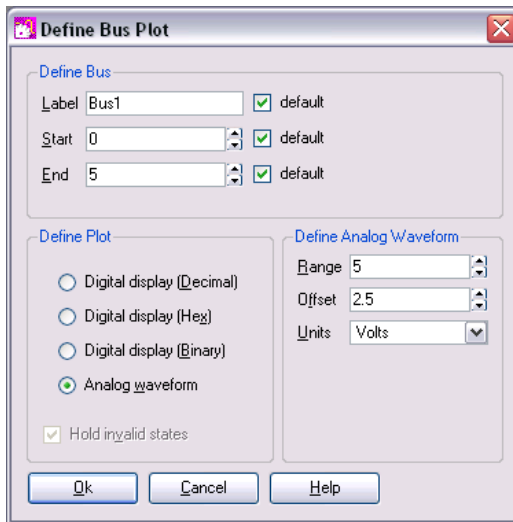 Define Bus Plot
Define Bus
Label Bus1 default
Start 0 default
End 5 default
Define Plot
Digital display (Decimal)
Digital display (Hex)
Digital display (Binary)
Analog waveform
Hold invalid states
Define Analog Waveform
Range 5
Offset 2.5
Units Volts
Ok Cancel Help